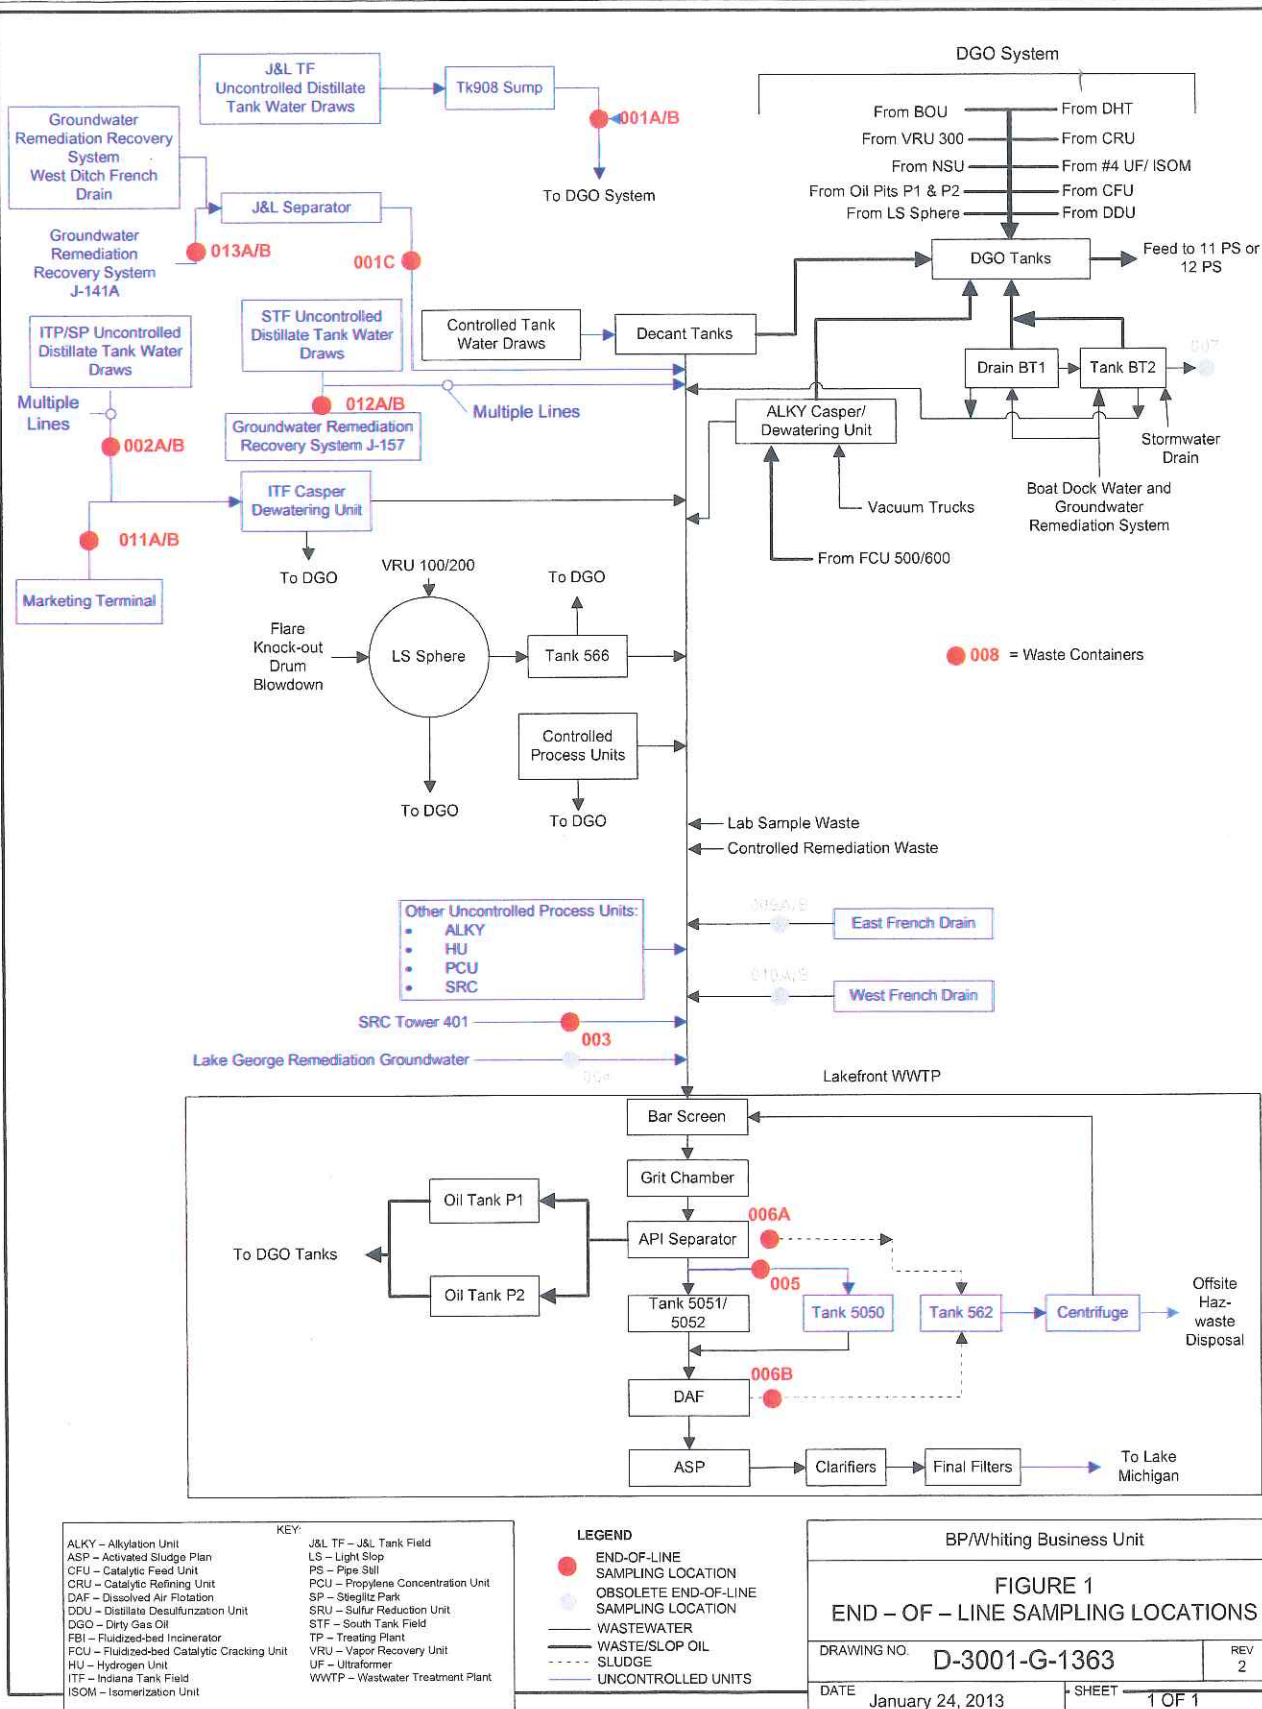 DGO System
J&L TF
Uncontrolled Distillate
Tank Water Draws
Tk908 Sump
001A/B
To DGO System
From BOU
From DHT
From VRU 300
From CRU
From NSU
From #4 UF/ ISOM
From Oil Pits P1 & P2
From CFU
From LS Sphere
From DDU
Groundwater
Remediation Recovery
System
West Ditch French
Drain
J&L Separator
Groundwater
Remediation
Recovery System
J-141A
013A/B
001C
DGO Tanks
Feed to 11 PS or
12 PS
ITP/SP Uncontrolled
Distillate Tank Water
Draws
STF Uncontrolled
Distillate Tank Water
Draws
Controlled Tank
Water Draws
Decant Tanks
Drain BT1
Tank BT2
007
Multiple
Lines
012A/B
Multiple Lines
Groundwater Remediation
Recovery System J-157
002A/B
ALKY Casper/
Dewatering Unit
Stormwater
Drain
ITF Casper
Dewatering Unit
Vacuum Trucks
Boat Dock Water and
Groundwater
Remediation System
011A/B
From FCU 500/600
To DGO
Marketing Terminal
VRU 100/200
To DGO
Flare
Knock-out
Drum
Blowdown
LS Sphere
Tank 566
008 = Waste Containers
Controlled
Process Units
To DGO
To DGO
Lab Sample Waste
Controlled Remediation Waste
Other Uncontrolled Process Units:
• ALKY
• HU
• PCU
• SRC
009A/B
East French Drain
010A/B
West French Drain
SRC Tower 401
003
Lake George Remediation Groundwater
Lakefront WWTP
Bar Screen
Grit Chamber
Oil Tank P1
006A
API Separator
To DGO Tanks
005
Oil Tank P2
Tank 5051/
5052
Tank 5050
Tank 562
Centrifuge
Offsite
Haz-
waste
Disposal
006B
DAF
ASP
Clarifiers
Final Filters
To Lake
Michigan
KEY:
ALKY – Alkylation Unit
ASP – Activated Sludge Plan
CFU – Catalytic Feed Unit
CRU – Catalytic Refining Unit
DAF – Dissolved Air Flotation
DDU – Distillate Desulfunzation Unit
DGO – Dirty Gas Oil
FBI – Fluidized-bed Incinerator
FCU – Fluidized-bed Catalytic Cracking Unit
HU – Hydrogen Unit
ITF – Indiana Tank Field
ISOM – Isomerization Unit
J&L TF – J&L Tank Field
LS – Light Slop
PS – Pipe Still
PCU – Propylene Concentration Unit
SP – Stieglitz Park
SRU – Sulfur Reduction Unit
STF – South Tank Field
TP – Treating Plant
VRU – Vapor Recovery Unit
UF – Ultraformer
WWTP – Wastwater Treatment Plant
LEGEND
END-OF-LINE
SAMPLING LOCATION
OBSOLETE END-OF-LINE
SAMPLING LOCATION
WASTEWATER
WASTE/SLOP OIL
SLUDGE
UNCONTROLLED UNITS
BP/Whiting Business Unit
FIGURE 1
END – OF – LINE SAMPLING LOCATIONS
DRAWING NO. D-3001-G-1363
REV
2
DATE January 24, 2013
SHEET 1 OF 1